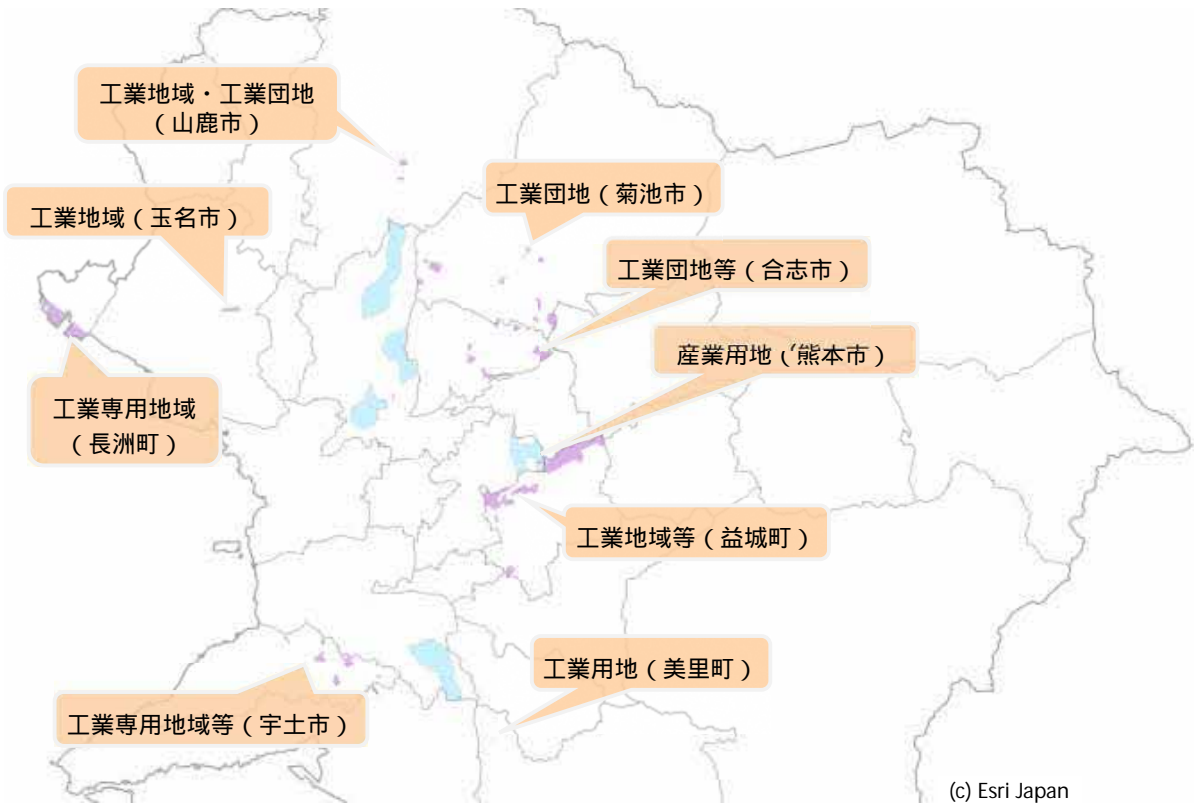 工業地域・工業団地
（山鹿市）
工業団地（菊池市）
工業地域（玉名市）
工業団地等（合志市）
産業用地（熊本市）
工業専用地域
（長洲町）
工業地域等（益城町）
工業用地（美里町）
工業専用地域等（宇土市）
(c) Esri Japan